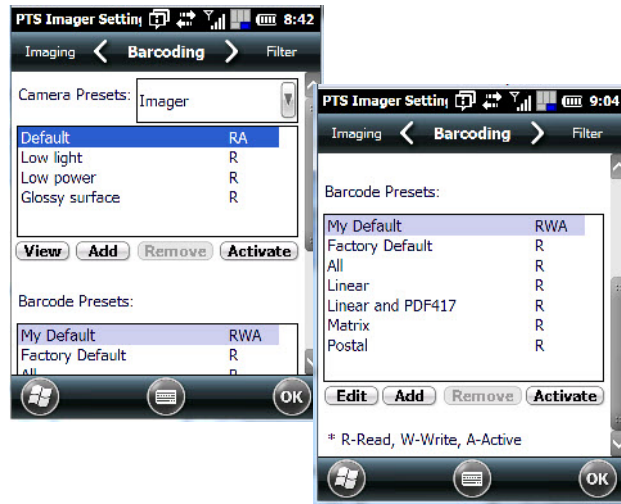 PTS Imager Settin 8:42
Imaging Barcoding Filter
Camera Presets: Imager
Default RA
Low light R
Low power R
Glossy surface R
View Add Remove Activate
Barcode Presets:
My Default RWA
Factory Default R
All R
OK
PTS Imager Settin 9:04
Imaging Barcoding Filter
Barcode Presets:
My Default RWA
Factory Default R
All R
Linear R
Linear and PDF417 R
Matrix R
Postal R
Edit Add Remove Activate
* R-Read, W-Write, A-Active
OK